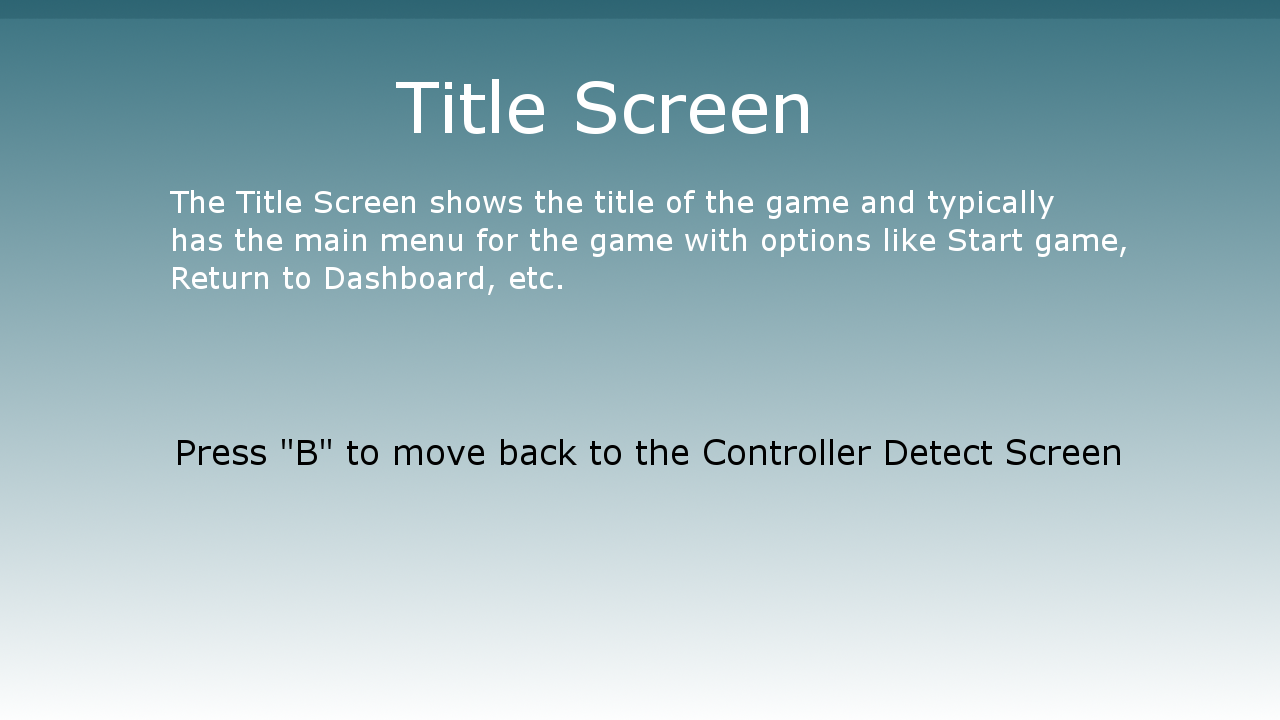 Title Screen
The Title Screen shows the title of the game and typically
has the main menu for the game with options like Start game,
Return to Dashboard, etc.
Press "B" to move back to the Controller Detect Screen